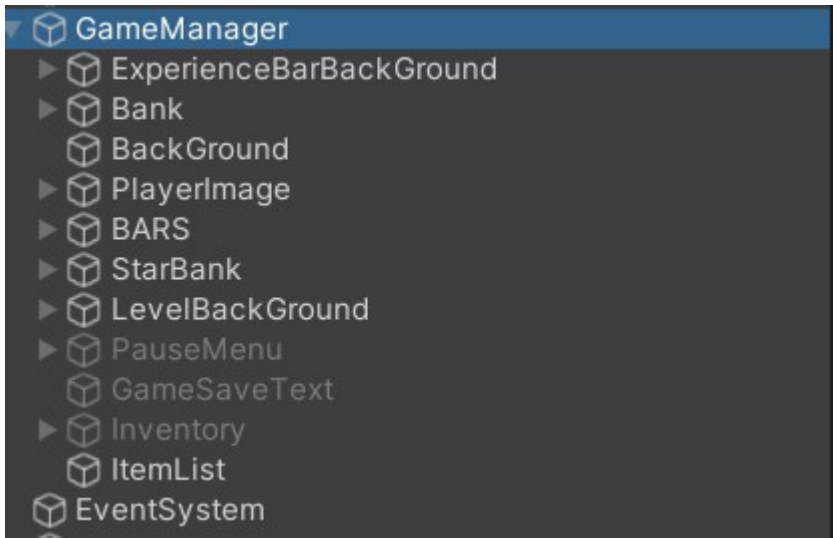 GameManager
ExperienceBarBackGround
Bank
BackGround
PlayerImage
BARS
StarBank
LevelBackGround
PauseMenu
GameSaveText
Inventory
ItemList
EventSystem